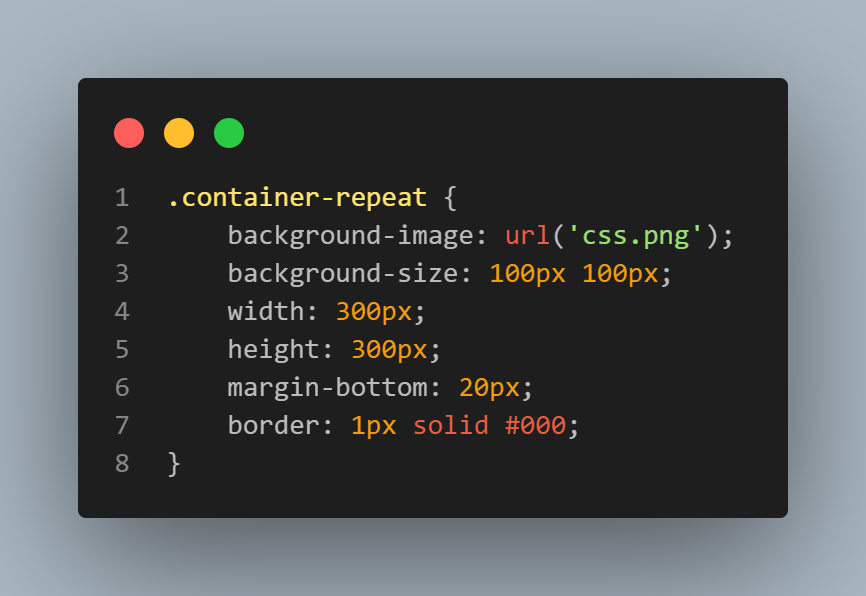 1 .container-repeat {
2     background-image: url('css.png');
3     background-size: 100px 100px;
4     width: 300px;
5     height: 300px;
6     margin-bottom: 20px;
7     border: 1px solid #000;
8 }